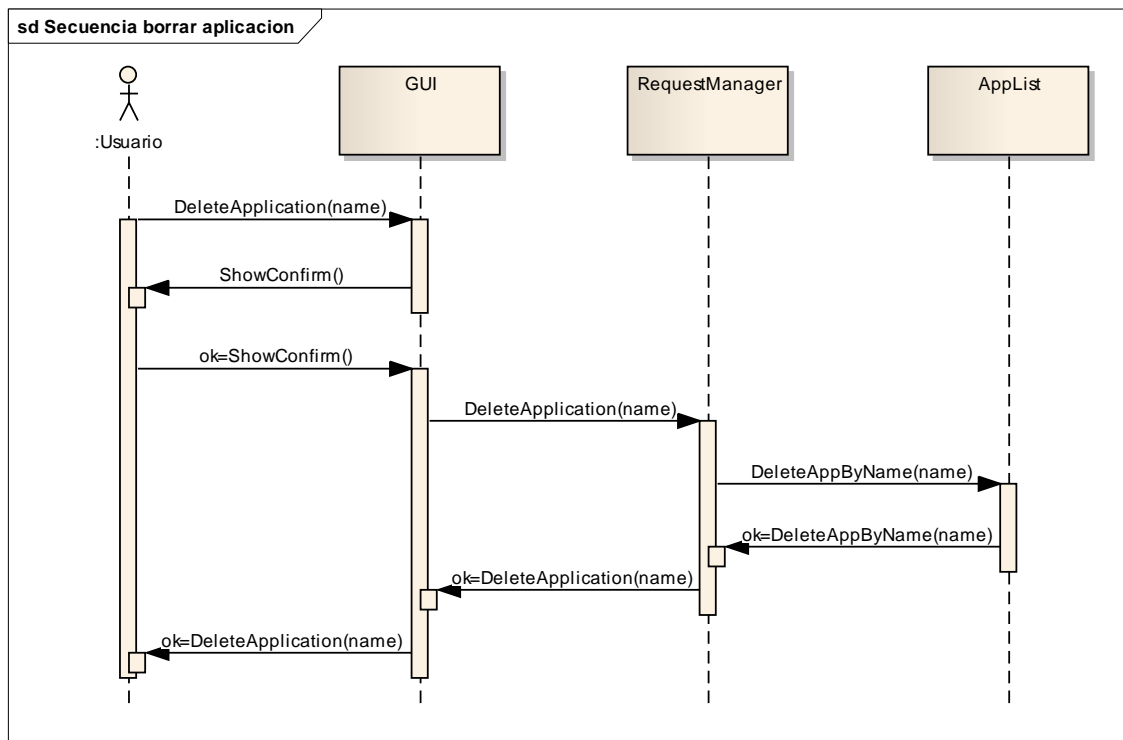 sd Secuencia borrar aplicacion
:Usuario
GUI
RequestManager
AppList
DeleteApplication(name)
ShowConfirm()
ok=ShowConfirm()
DeleteApplication(name)
DeleteAppByName(name)
ok=DeleteAppByName(name)
ok=DeleteApplication(name)
ok=DeleteApplication(name)